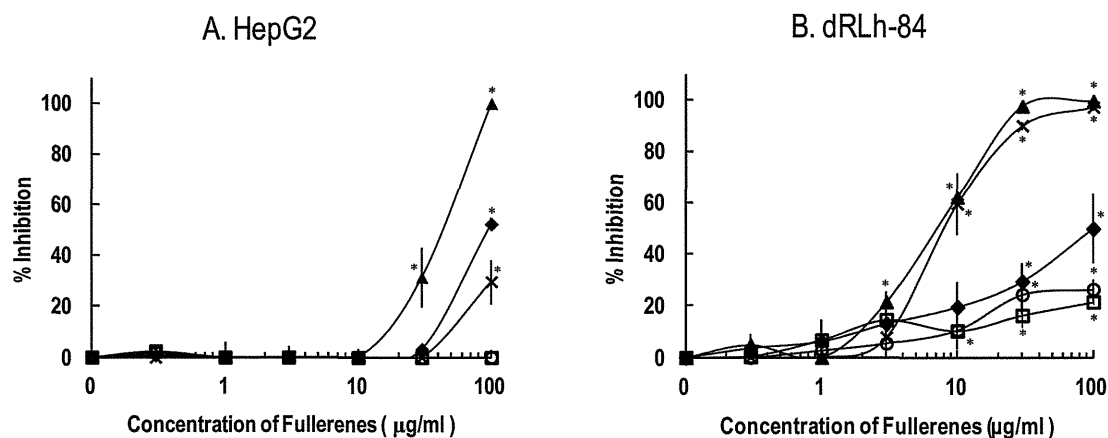 A. HepG2
% Inhibition
100
80
60
40
20
0
0 1 10 100
Concentration of Fullerenes ( µg/ml )
* * * *
B. dRLh-84
% Inhibition
100
80
60
40
20
0
0 1 10 100
Concentration of Fullerenes (µg/ml)
* * * * * * * * * * * * * *